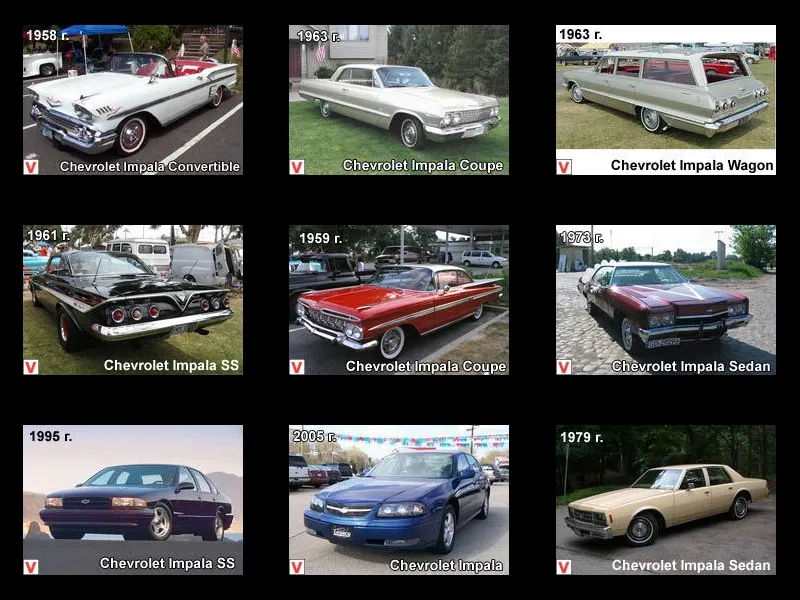 1958 г.
Chevrolet Impala Convertible
1963 г.
Chevrolet Impala Coupe
1963 г.
Chevrolet Impala Wagon
1961 г.
Chevrolet Impala SS
1959 г.
Chevrolet Impala Coupe
1973 г.
Chevrolet Impala Sedan
1995 г.
Chevrolet Impala SS
2005 г.
Chevrolet Impala
1979 г.
Chevrolet Impala Sedan